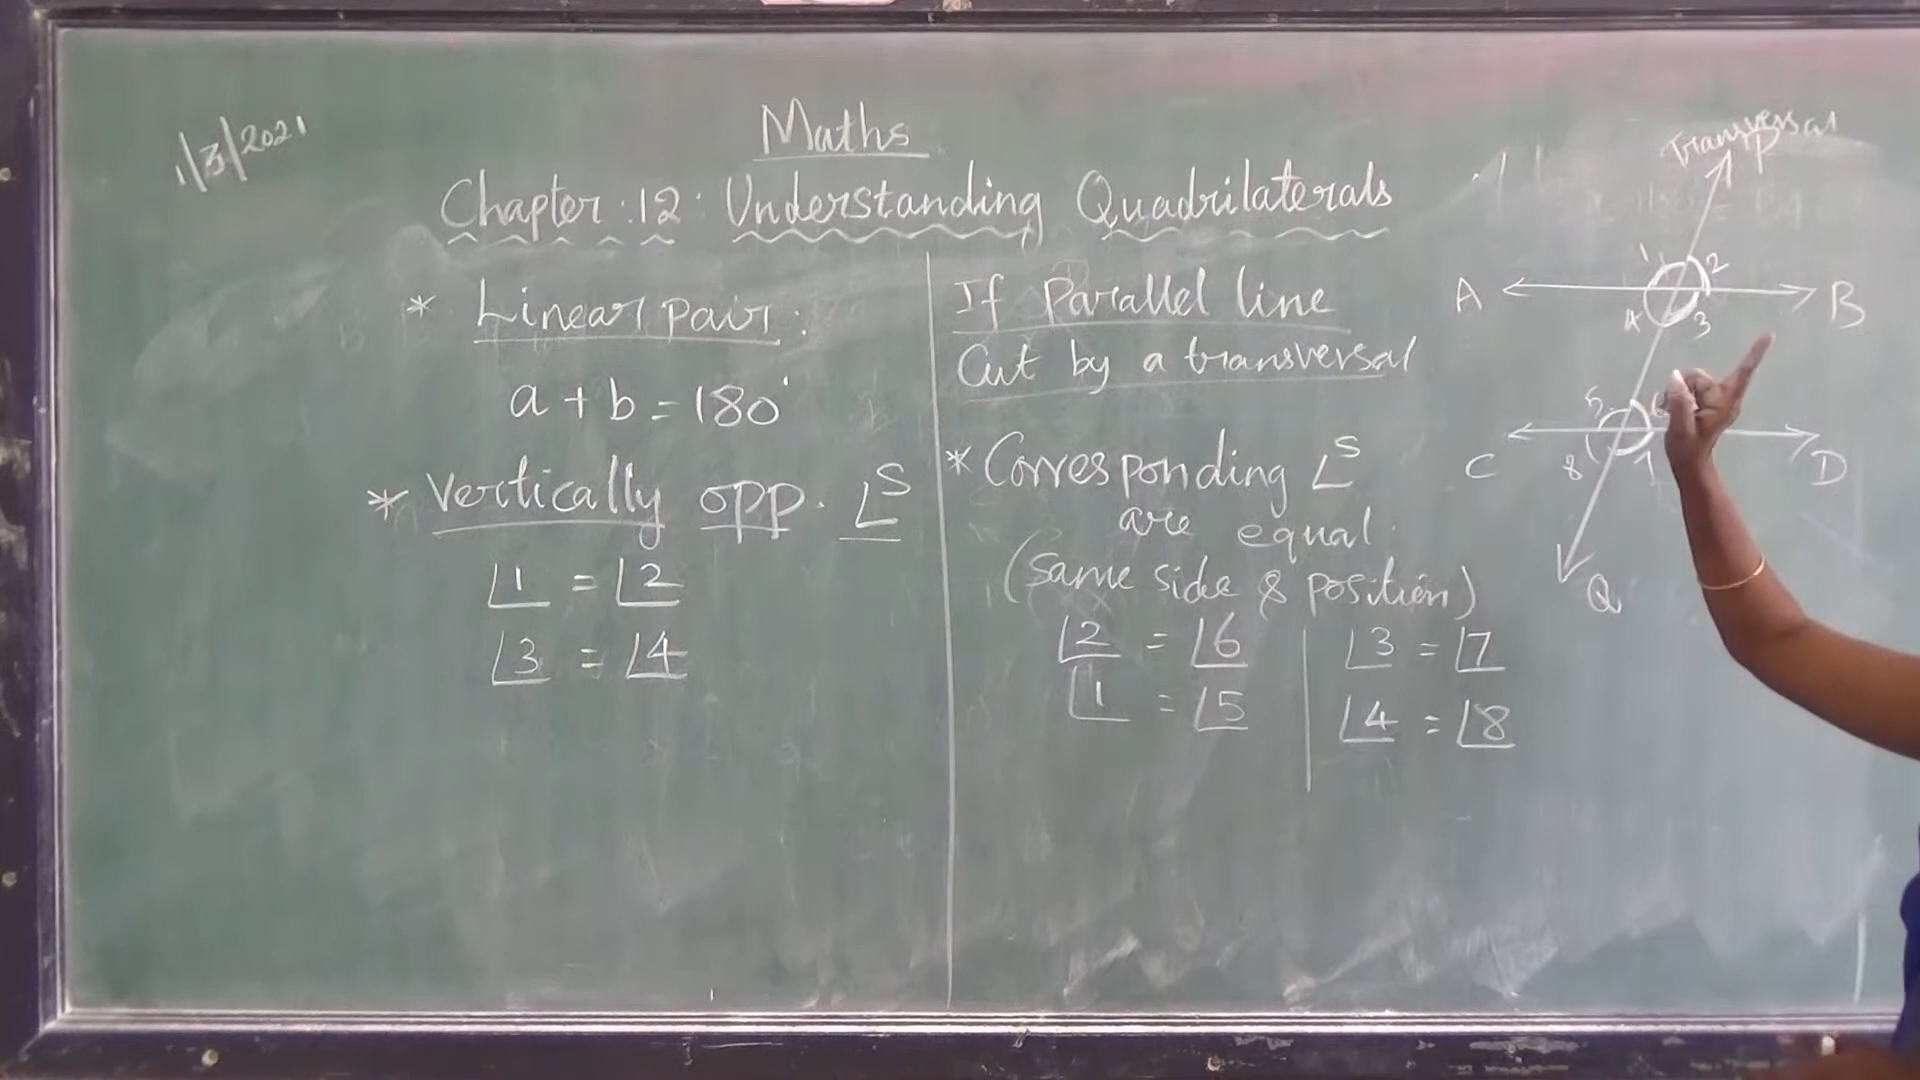 1/3/2021
Maths
Chapter:12: Understanding Quadrilaterals
* Linear pair:
a + b = 180°
* Vertically opp. ∠s
∠1 = ∠2
∠3 = ∠4
If Parallel line
Cut by a transversal
* Corresponding ∠s
are equal.
(Same side & position)
∠2 = ∠6
∠1 = ∠5
∠3 = ∠7
∠4 = ∠8
Transversal
P
1 2
A B
4 3
5 6
C D
8 7
Q